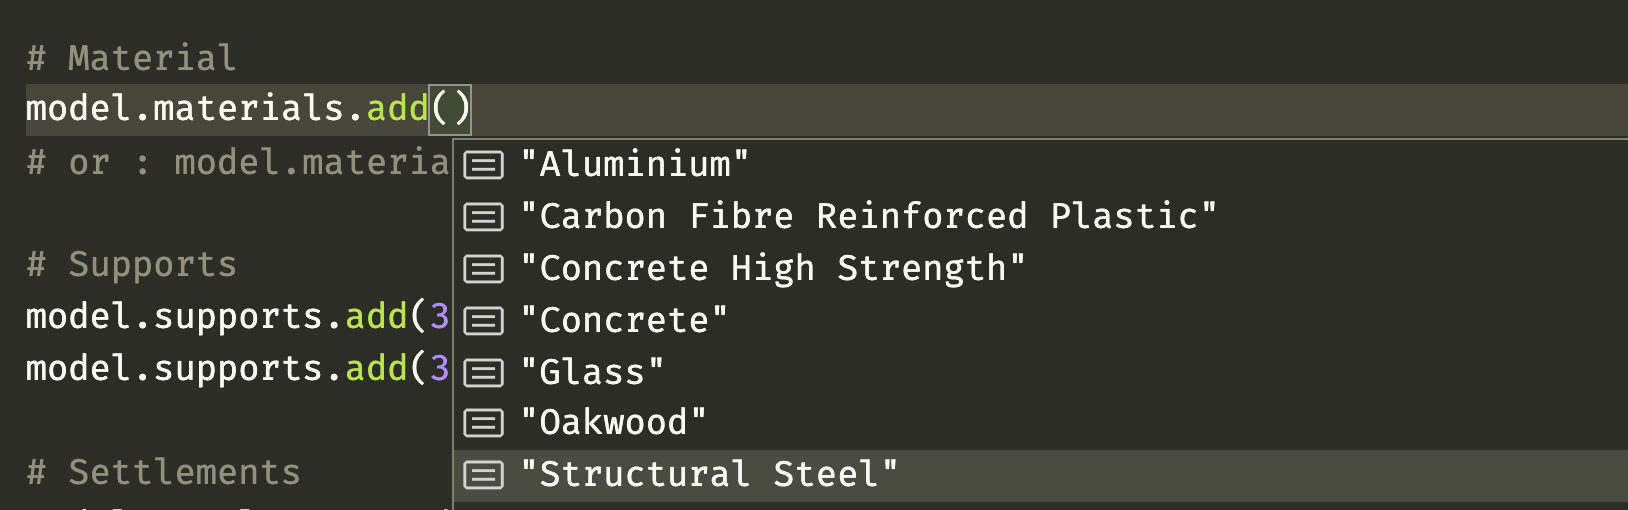 # Material
model.materials.add()
# or : model.materia
"Aluminium"
"Carbon Fibre Reinforced Plastic"
"Concrete High Strength"
"Concrete"
"Glass"
"Oakwood"
"Structural Steel"
# Supports
model.supports.add(3
model.supports.add(3
# Settlements